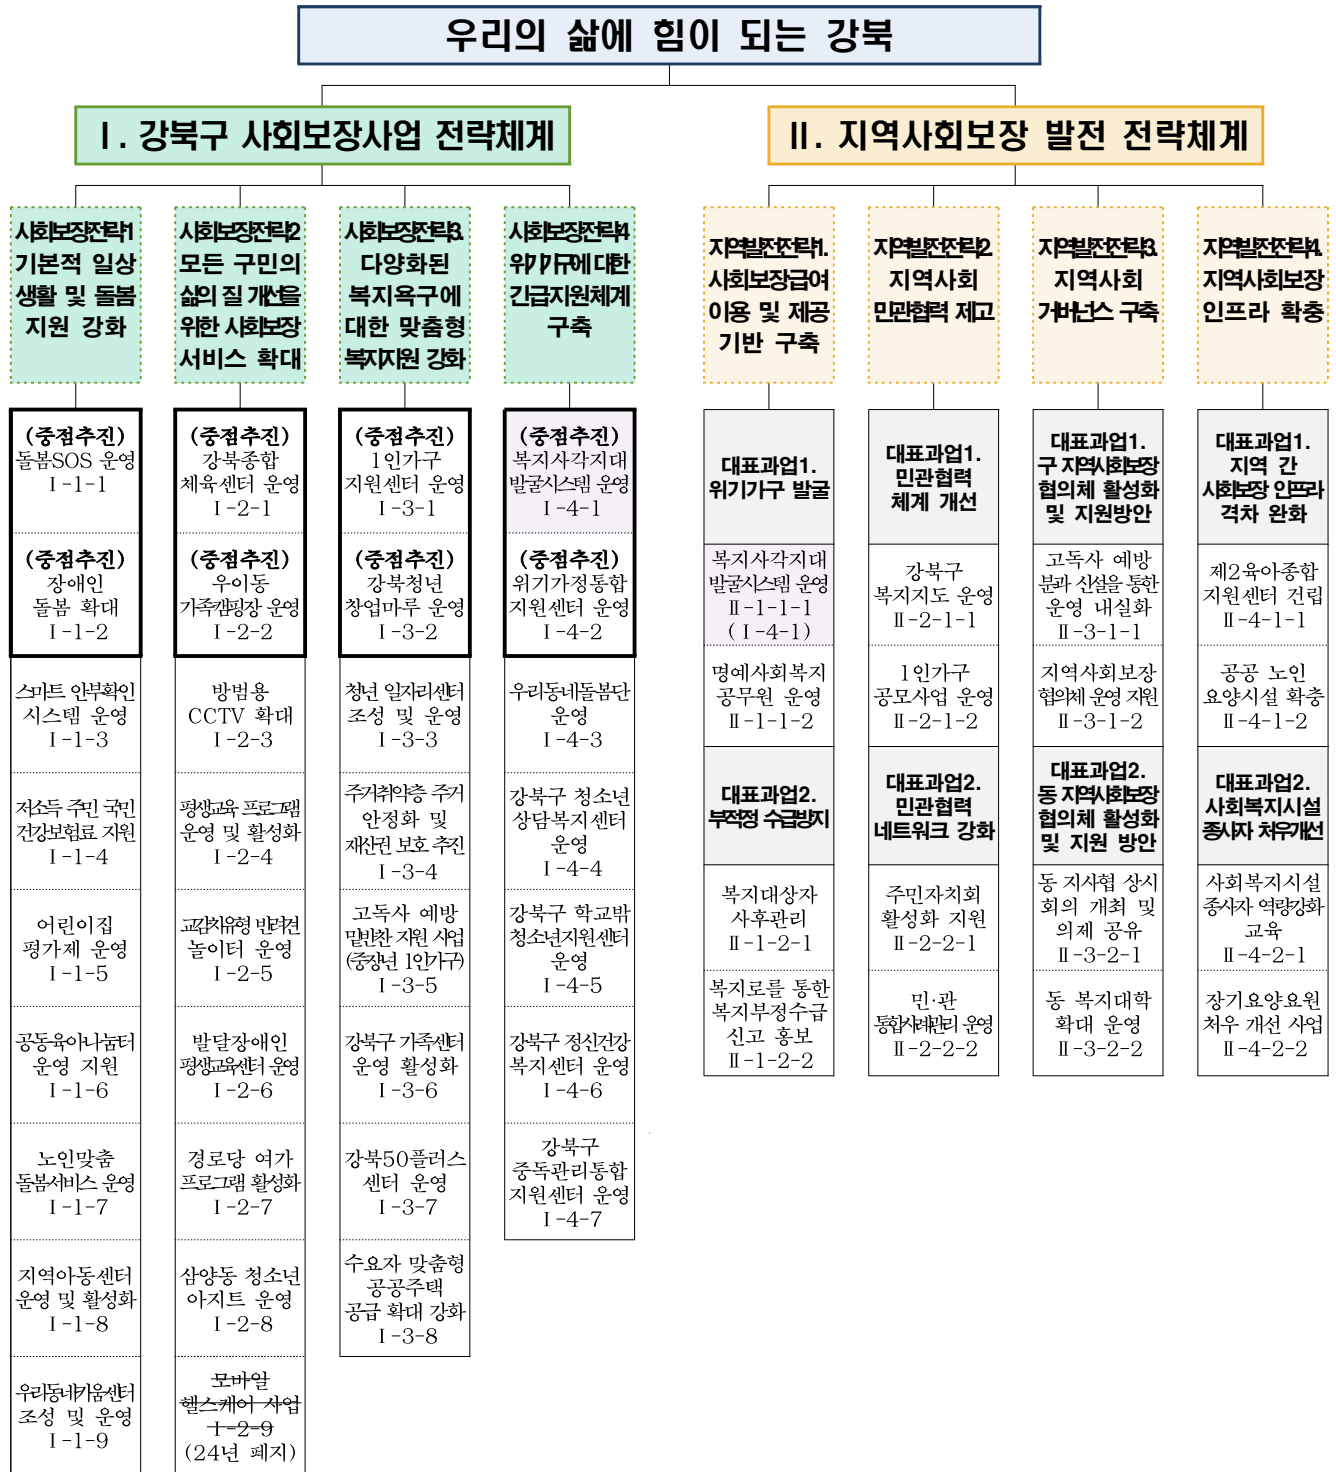 우리의 삶에 힘이 되는 강북
Ⅰ. 강북구 사회보장사업 전략체계
Ⅱ. 지역사회보장 발전 전략체계
사회보장전략1
기본적 일상
생활 및 돌봄
지원 강화
사회보장전략2
모든 구민의
삶의 질 개선을
위한 사회보장
서비스 확대
사회보장전략3.
다양화된
복지욕구에
대한 맞춤형
복지지원 강화
사회보장전략4
위기가구에 대한
긴급지원체계
구축
지역발전전략1.
사회보장급여
이용 및 제공
기반 구축
지역발전전략2.
지역사회
민관협력 제고
지역발전전략3.
지역사회
거버넌스 구축
지역발전전략4.
지역사회보장
인프라 확충
(중점추진)
돌봄SOS 운영
Ⅰ-1-1
(중점추진)
장애인
돌봄 확대
Ⅰ-1-2
스마트 안부확인
시스템 운영
Ⅰ-1-3
저소득 주민 국민
건강보험료 지원
Ⅰ-1-4
어린이집
평가제 운영
Ⅰ-1-5
공동육아나눔터
운영 지원
Ⅰ-1-6
노인맞춤
돌봄서비스 운영
Ⅰ-1-7
지역아동센터
운영 및 활성화
Ⅰ-1-8
우리동네키움센터
조성 및 운영
Ⅰ-1-9
(중점추진)
강북종합
체육센터 운영
Ⅰ-2-1
(중점추진)
우이동
가족캠핑장 운영
Ⅰ-2-2
방범용
CCTV 확대
Ⅰ-2-3
평생교육 프로그램
운영 및 활성화
Ⅰ-2-4
교감치유형 반려견
놀이터 운영
Ⅰ-2-5
발달장애인
평생교육센터 운영
Ⅰ-2-6
경로당 여가
프로그램 활성화
Ⅰ-2-7
삼양동 청소년
아지트 운영
Ⅰ-2-8
모바일
헬스케어 사업
Ⅰ-2-9
(24년 폐지)
(중점추진)
1인가구
지원센터 운영
Ⅰ-3-1
(중점추진)
강북청년
창업마루 운영
Ⅰ-3-2
청년 일자리센터
조성 및 운영
Ⅰ-3-3
주거취약층 주거
안정화 및
재산권 보호 추진
Ⅰ-3-4
고독사 예방
밑반찬 지원 사업
(중장년 1인가구)
Ⅰ-3-5
강북구 가족센터
운영 활성화
Ⅰ-3-6
강북50플러스
센터 운영
Ⅰ-3-7
수요자 맞춤형
공공주택
공급 확대 강화
Ⅰ-3-8
(중점추진)
복지사각지대
발굴시스템 운영
Ⅰ-4-1
(중점추진)
위기가정통합
지원센터 운영
Ⅰ-4-2
우리동네돌봄단
운영
Ⅰ-4-3
강북구 청소년
상담복지센터
운영
Ⅰ-4-4
강북구 학교밖
청소년지원센터
운영
Ⅰ-4-5
강북구 정신건강
복지센터 운영
Ⅰ-4-6
강북구
중독관리통합
지원센터 운영
Ⅰ-4-7
대표과업1.
위기가구 발굴
복지사각지대
발굴시스템 운영
Ⅱ-1-1-1
(Ⅰ-4-1)
명예사회복지
공무원 운영
Ⅱ-1-1-2
대표과업2.
부적정 수급방지
복지대상자
사후관리
Ⅱ-1-2-1
복지로를 통한
복지부정수급
신고 홍보
Ⅱ-1-2-2
대표과업1.
민관협력
체계 개선
강북구
복지지도 운영
Ⅱ-2-1-1
1인가구
공모사업 운영
Ⅱ-2-1-2
대표과업2.
민관협력
네트워크 강화
주민자치회
활성화 지원
Ⅱ-2-2-1
민·관
통합사례관리 운영
Ⅱ-2-2-2
대표과업1.
구 지역사회보장
협의체 활성화
및 지원방안
고독사 예방
분과 신설을 통한
운영 내실화
Ⅱ-3-1-1
지역사회보장
협의체 운영 지원
Ⅱ-3-1-2
대표과업2.
동 지역사회보장
협의체 활성화
및 지원 방안
동 지사협 상시
회의 개최 및
의제 공유
Ⅱ-3-2-1
동 복지대학
확대 운영
Ⅱ-3-2-2
대표과업1.
지역 간
사회보장 인프라
격차 완화
제2육아종합
지원센터 건립
Ⅱ-4-1-1
공공 노인
요양시설 확충
Ⅱ-4-1-2
대표과업2.
사회복지시설
종사자 처우개선
사회복지시설
종사자 역량강화
교육
Ⅱ-4-2-1
장기요양요원
처우 개선 사업
Ⅱ-4-2-2